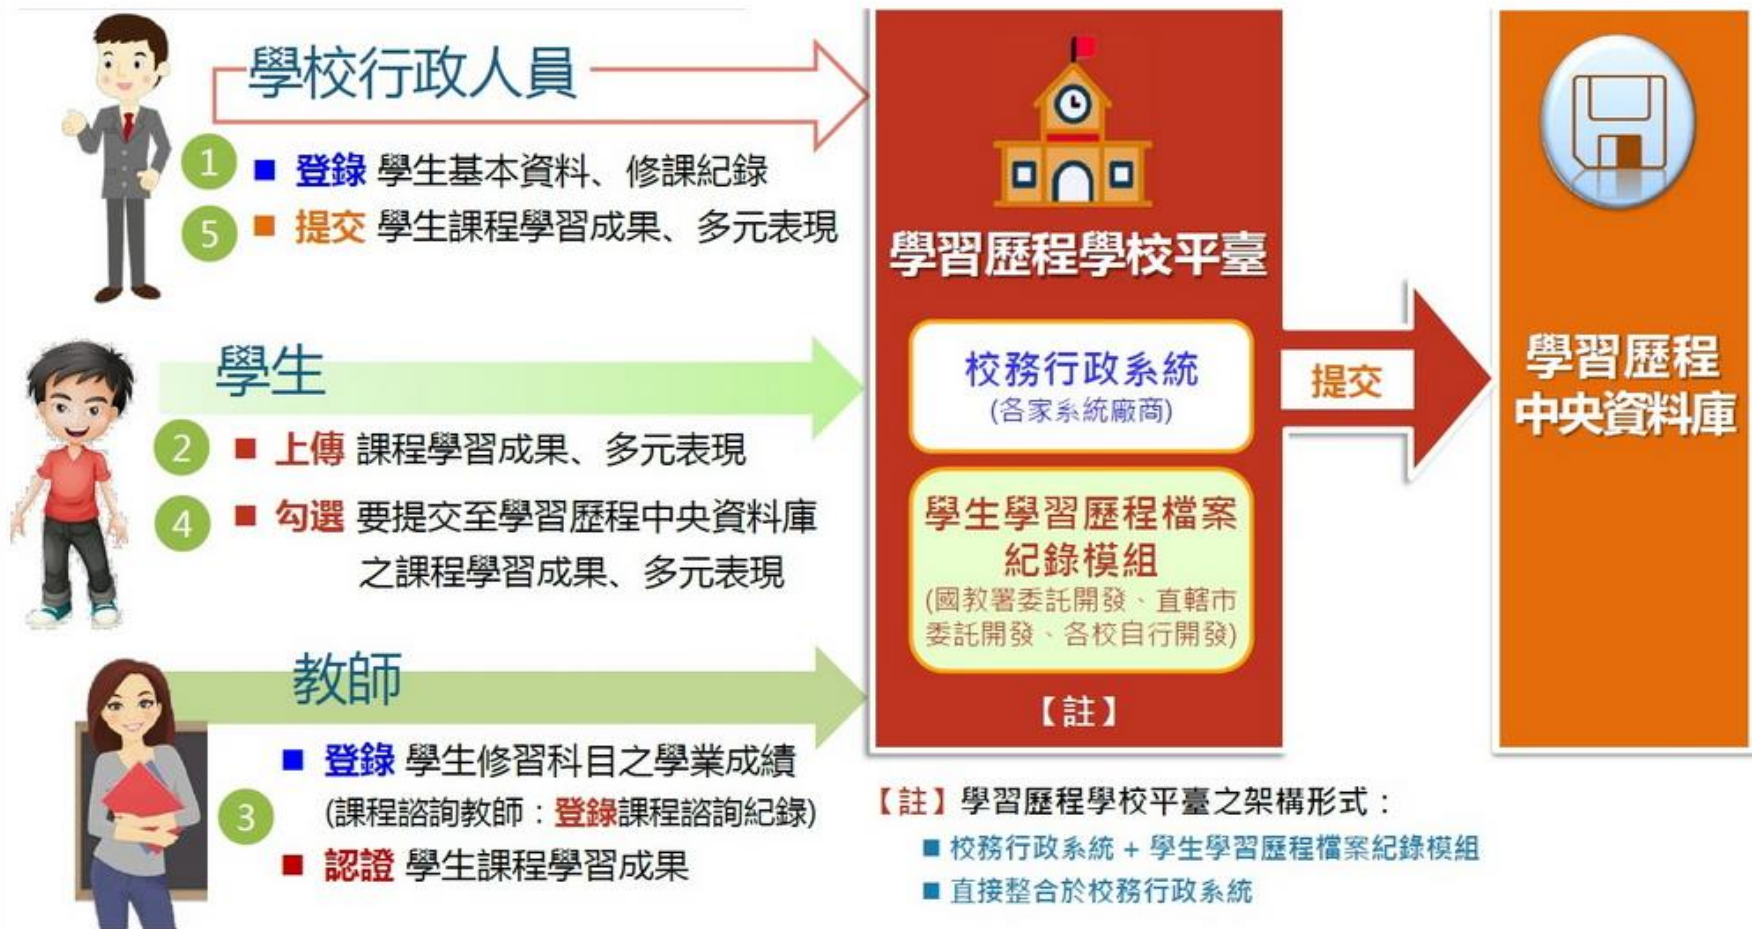 學校行政人員
1 ■ 登錄 學生基本資料、修課紀錄
5 ■ 提交 學生課程學習成果、多元表現
學生
2 ■ 上傳 課程學習成果、多元表現
4 ■ 勾選 要提交至學習歷程中央資料庫
之課程學習成果、多元表現
教師
■ 登錄 學生修習科目之學業成績
3 (課程諮詢教師：登錄課程諮詢紀錄)
■ 認證 學生課程學習成果
學習歷程學校平臺
校務行政系統
(各家系統廠商)
學生學習歷程檔案
紀錄模組
(國教署委託開發、直轄市
委託開發、各校自行開發)
【註】
提交
學習歷程
中央資料庫
【註】學習歷程學校平臺之架構形式：
■ 校務行政系統 + 學生學習歷程檔案紀錄模組
■ 直接整合於校務行政系統